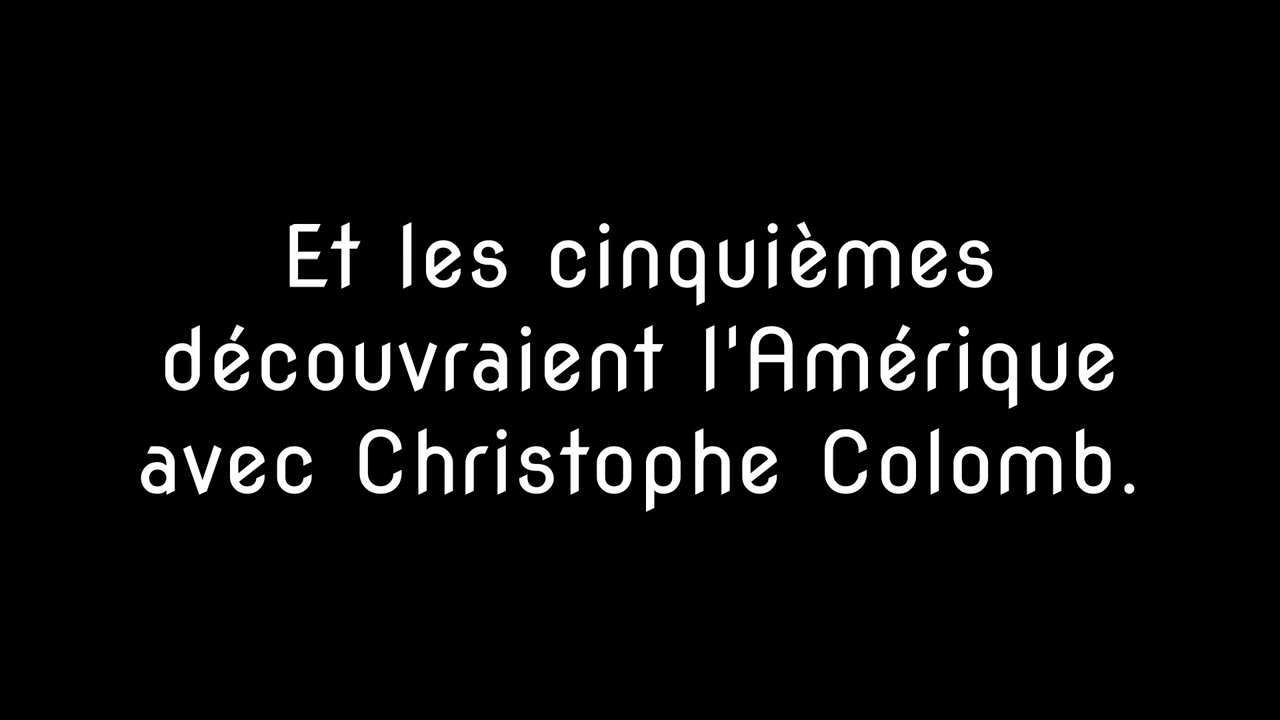 Et les cinquièmes
découvraient l'Amérique
avec Christophe Colomb.